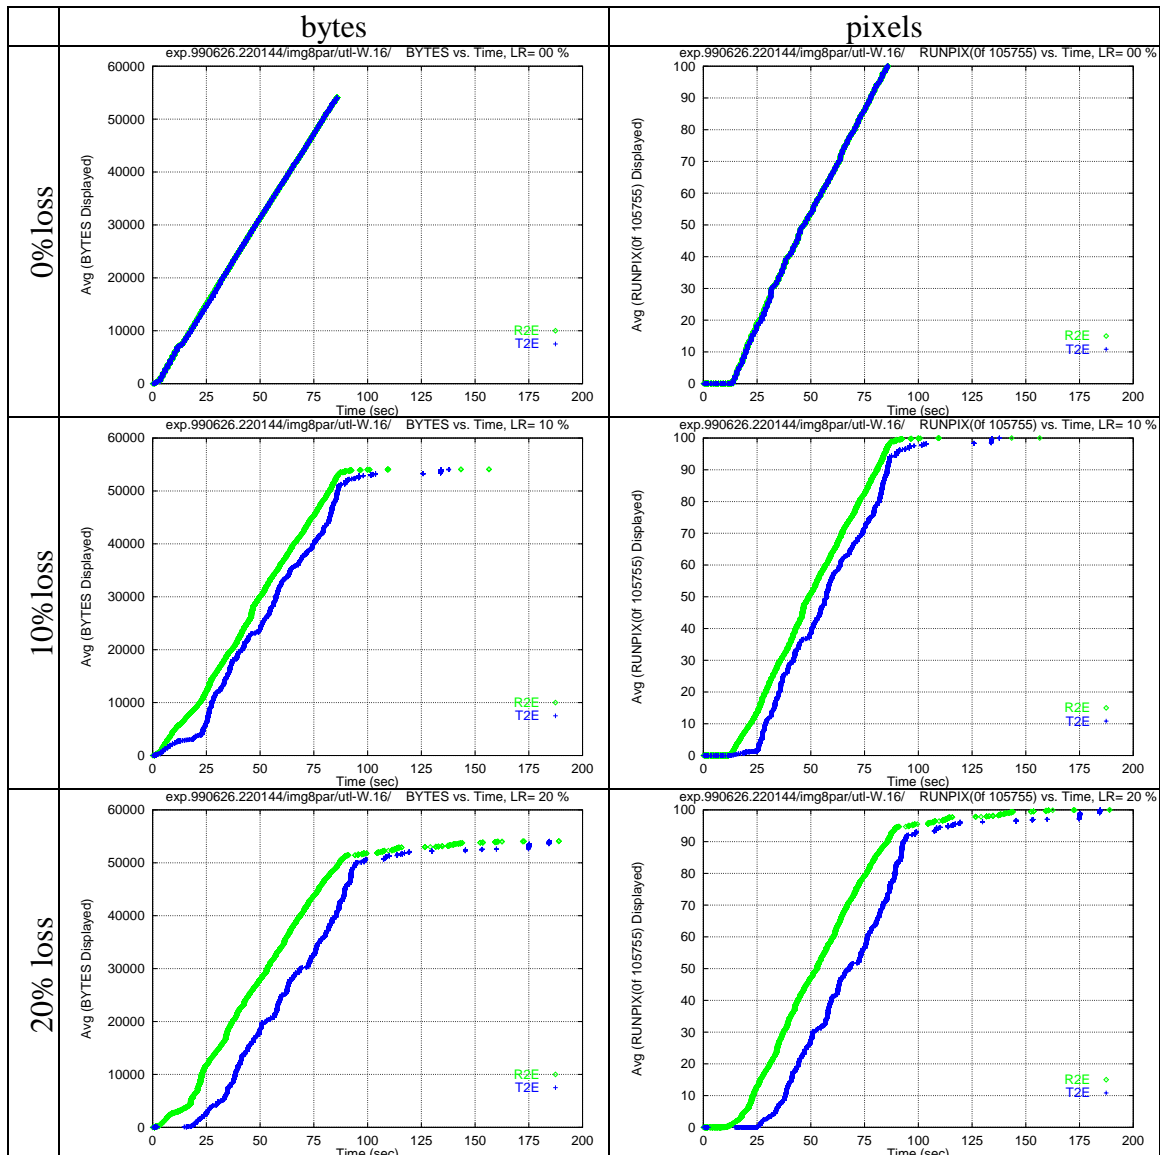 bytes
pixels
0%loss
exp.990626.220144/img8par/utl-W.16/ BYTES vs. Time, LR= 00 %
60000
50000
40000
30000
20000
10000
0
Avg (BYTES Displayed)
R2E
T2E
0 25 50 75 100 125 150 175 200
Time (sec)
exp.990626.220144/img8par/utl-W.16/ RUNPIX(0f 105755) vs. Time, LR= 00 %
100
90
80
70
60
50
40
30
20
10
0
Avg (RUNPIX(0f 105755) Displayed)
R2E
T2E
0 25 50 75 100 125 150 175 200
Time (sec)
10%loss
exp.990626.220144/img8par/utl-W.16/ BYTES vs. Time, LR= 10 %
60000
50000
40000
30000
20000
10000
0
Avg (BYTES Displayed)
R2E
T2E
0 25 50 75 100 125 150 175 200
Time (sec)
exp.990626.220144/img8par/utl-W.16/ RUNPIX(0f 105755) vs. Time, LR= 10 %
100
90
80
70
60
50
40
30
20
10
0
Avg (RUNPIX(0f 105755) Displayed)
R2E
T2E
0 25 50 75 100 125 150 175 200
Time (sec)
20% loss
exp.990626.220144/img8par/utl-W.16/ BYTES vs. Time, LR= 20 %
60000
50000
40000
30000
20000
10000
0
Avg (BYTES Displayed)
R2E
T2E
0 25 50 75 100 125 150 175 200
Time (sec)
exp.990626.220144/img8par/utl-W.16/ RUNPIX(0f 105755) vs. Time, LR= 20 %
100
90
80
70
60
50
40
30
20
10
0
Avg (RUNPIX(0f 105755) Displayed)
R2E
T2E
0 25 50 75 100 125 150 175 200
Time (sec)